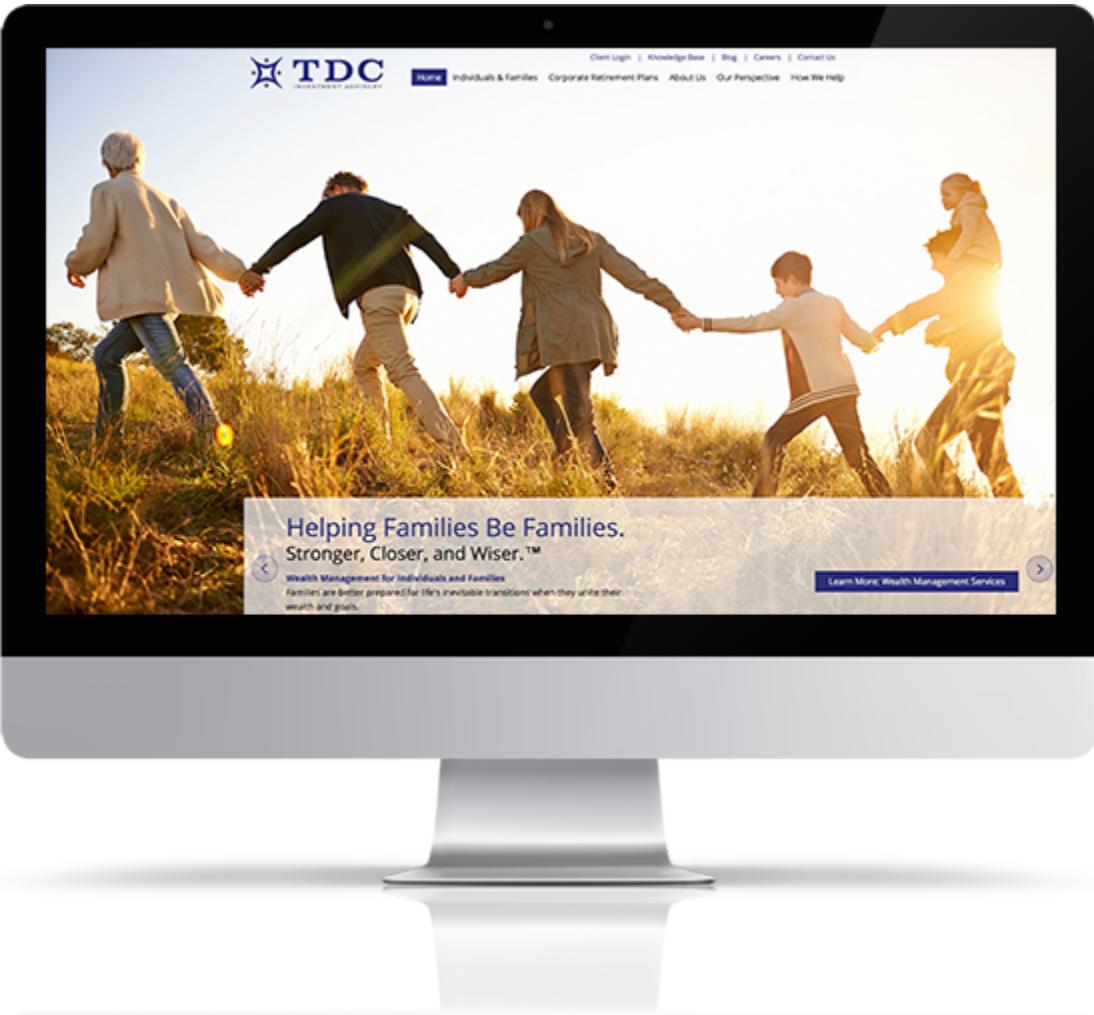 TDC
INVESTMENT ADVISORY
Client Login | Knowledge Base | Blog | Careers | Contact Us
Home Individuals & Families Corporate Retirement Plans About Us Our Perspective How We Help
Helping Families Be Families.
Stronger, Closer, and Wiser.™
Wealth Management for Individuals and Families
Families are better prepared for life's inevitable transitions when they unite their
wealth and goals.
Learn More: Wealth Management Services